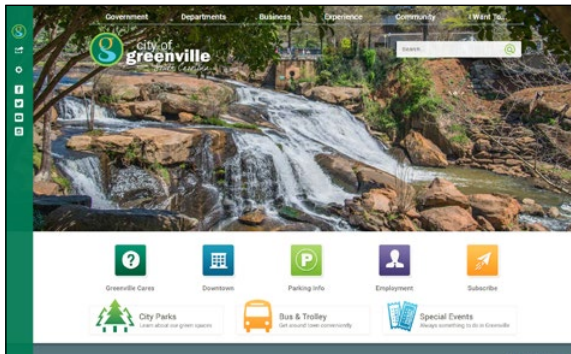 Government Departments Business Experience Community I Want To...
city of
greenville
South Carolina
Search...
Greenville Cares Downtown Parking Info Employment Subscribe
City Parks
Learn about our green spaces
Bus & Trolley
Get around town conveniently
Special Events
Always something to do in Greenville